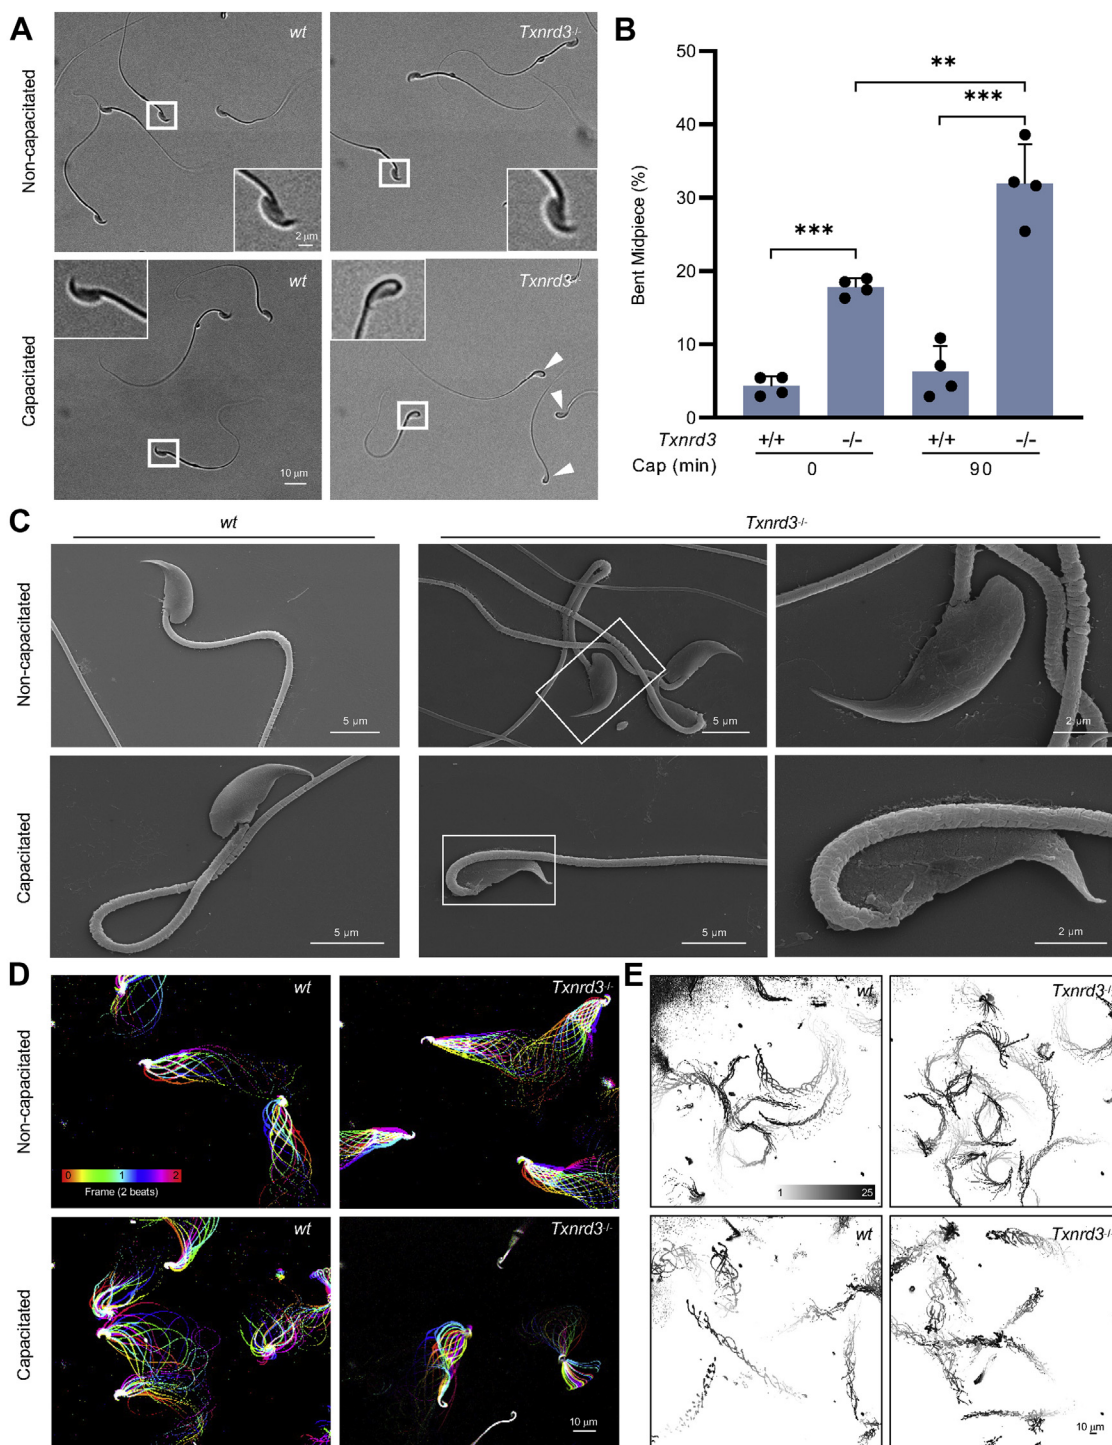 A
wt
Txnrd3-/-
Non-capacitated
2 μm
wt
Txnrd3-/-
Capacitated
10 μm
B
50
40
30
20
10
0
Bent Midpiece (%)
**
***
***
Txnrd3 +/+ -/- +/+ -/-
Cap (min) 0 90
C
wt
Txnrd3-/-
Non-capacitated
5 μm
5 μm
2 μm
Capacitated
5 μm
5 μm
2 μm
D
wt
Txnrd3-/-
Non-capacitated
0 1 2
Frame (2 beats)
wt
Txnrd3-/-
Capacitated
10 μm
E
wt
Txnrd3-/-
1 25
wt
Txnrd3-/-
10 μm